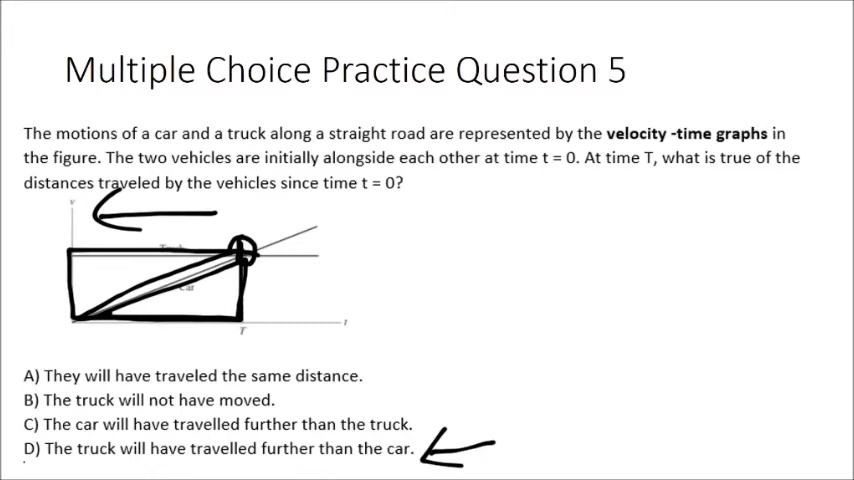 Multiple Choice Practice Question 5
The motions of a car and a truck along a straight road are represented by the velocity -time graphs in
the figure. The two vehicles are initially alongside each other at time t = 0. At time T, what is true of the
distances traveled by the vehicles since time t = 0?
v
Truck
Car
T
t
A) They will have traveled the same distance.
B) The truck will not have moved.
C) The car will have travelled further than the truck.
D) The truck will have travelled further than the car.